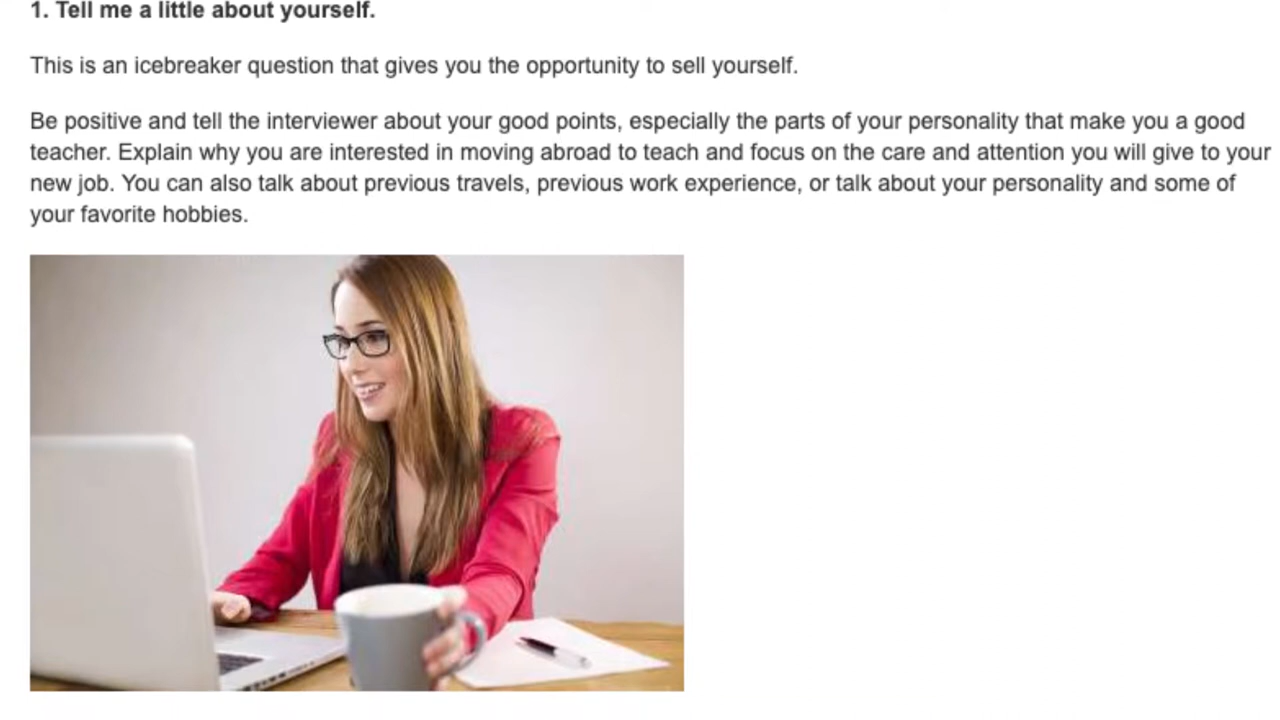 1. Tell me a little about yourself.
This is an icebreaker question that gives you the opportunity to sell yourself.
Be positive and tell the interviewer about your good points, especially the parts of your personality that make you a good
teacher. Explain why you are interested in moving abroad to teach and focus on the care and attention you will give to your
new job. You can also talk about previous travels, previous work experience, or talk about your personality and some of
your favorite hobbies.